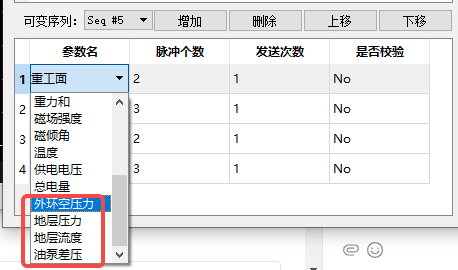 可变序列: Seq #5 增加 删除 上移 下移
参数名 脉冲个数 发送次数 是否校验
1 重工面 2 1 No
2 3 1 No
3 2 1 No
4 3 1 No
重力和
磁场强度
磁倾角
温度
供电电压
总电量
外环空压力
地层压力
地层流度
油泵差压